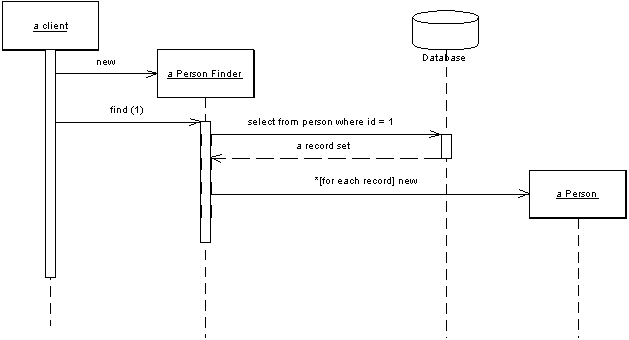 a client
new
a Person Finder
Database
find (1)
select from person where id = 1
a record set
*[for each record] new
a Person